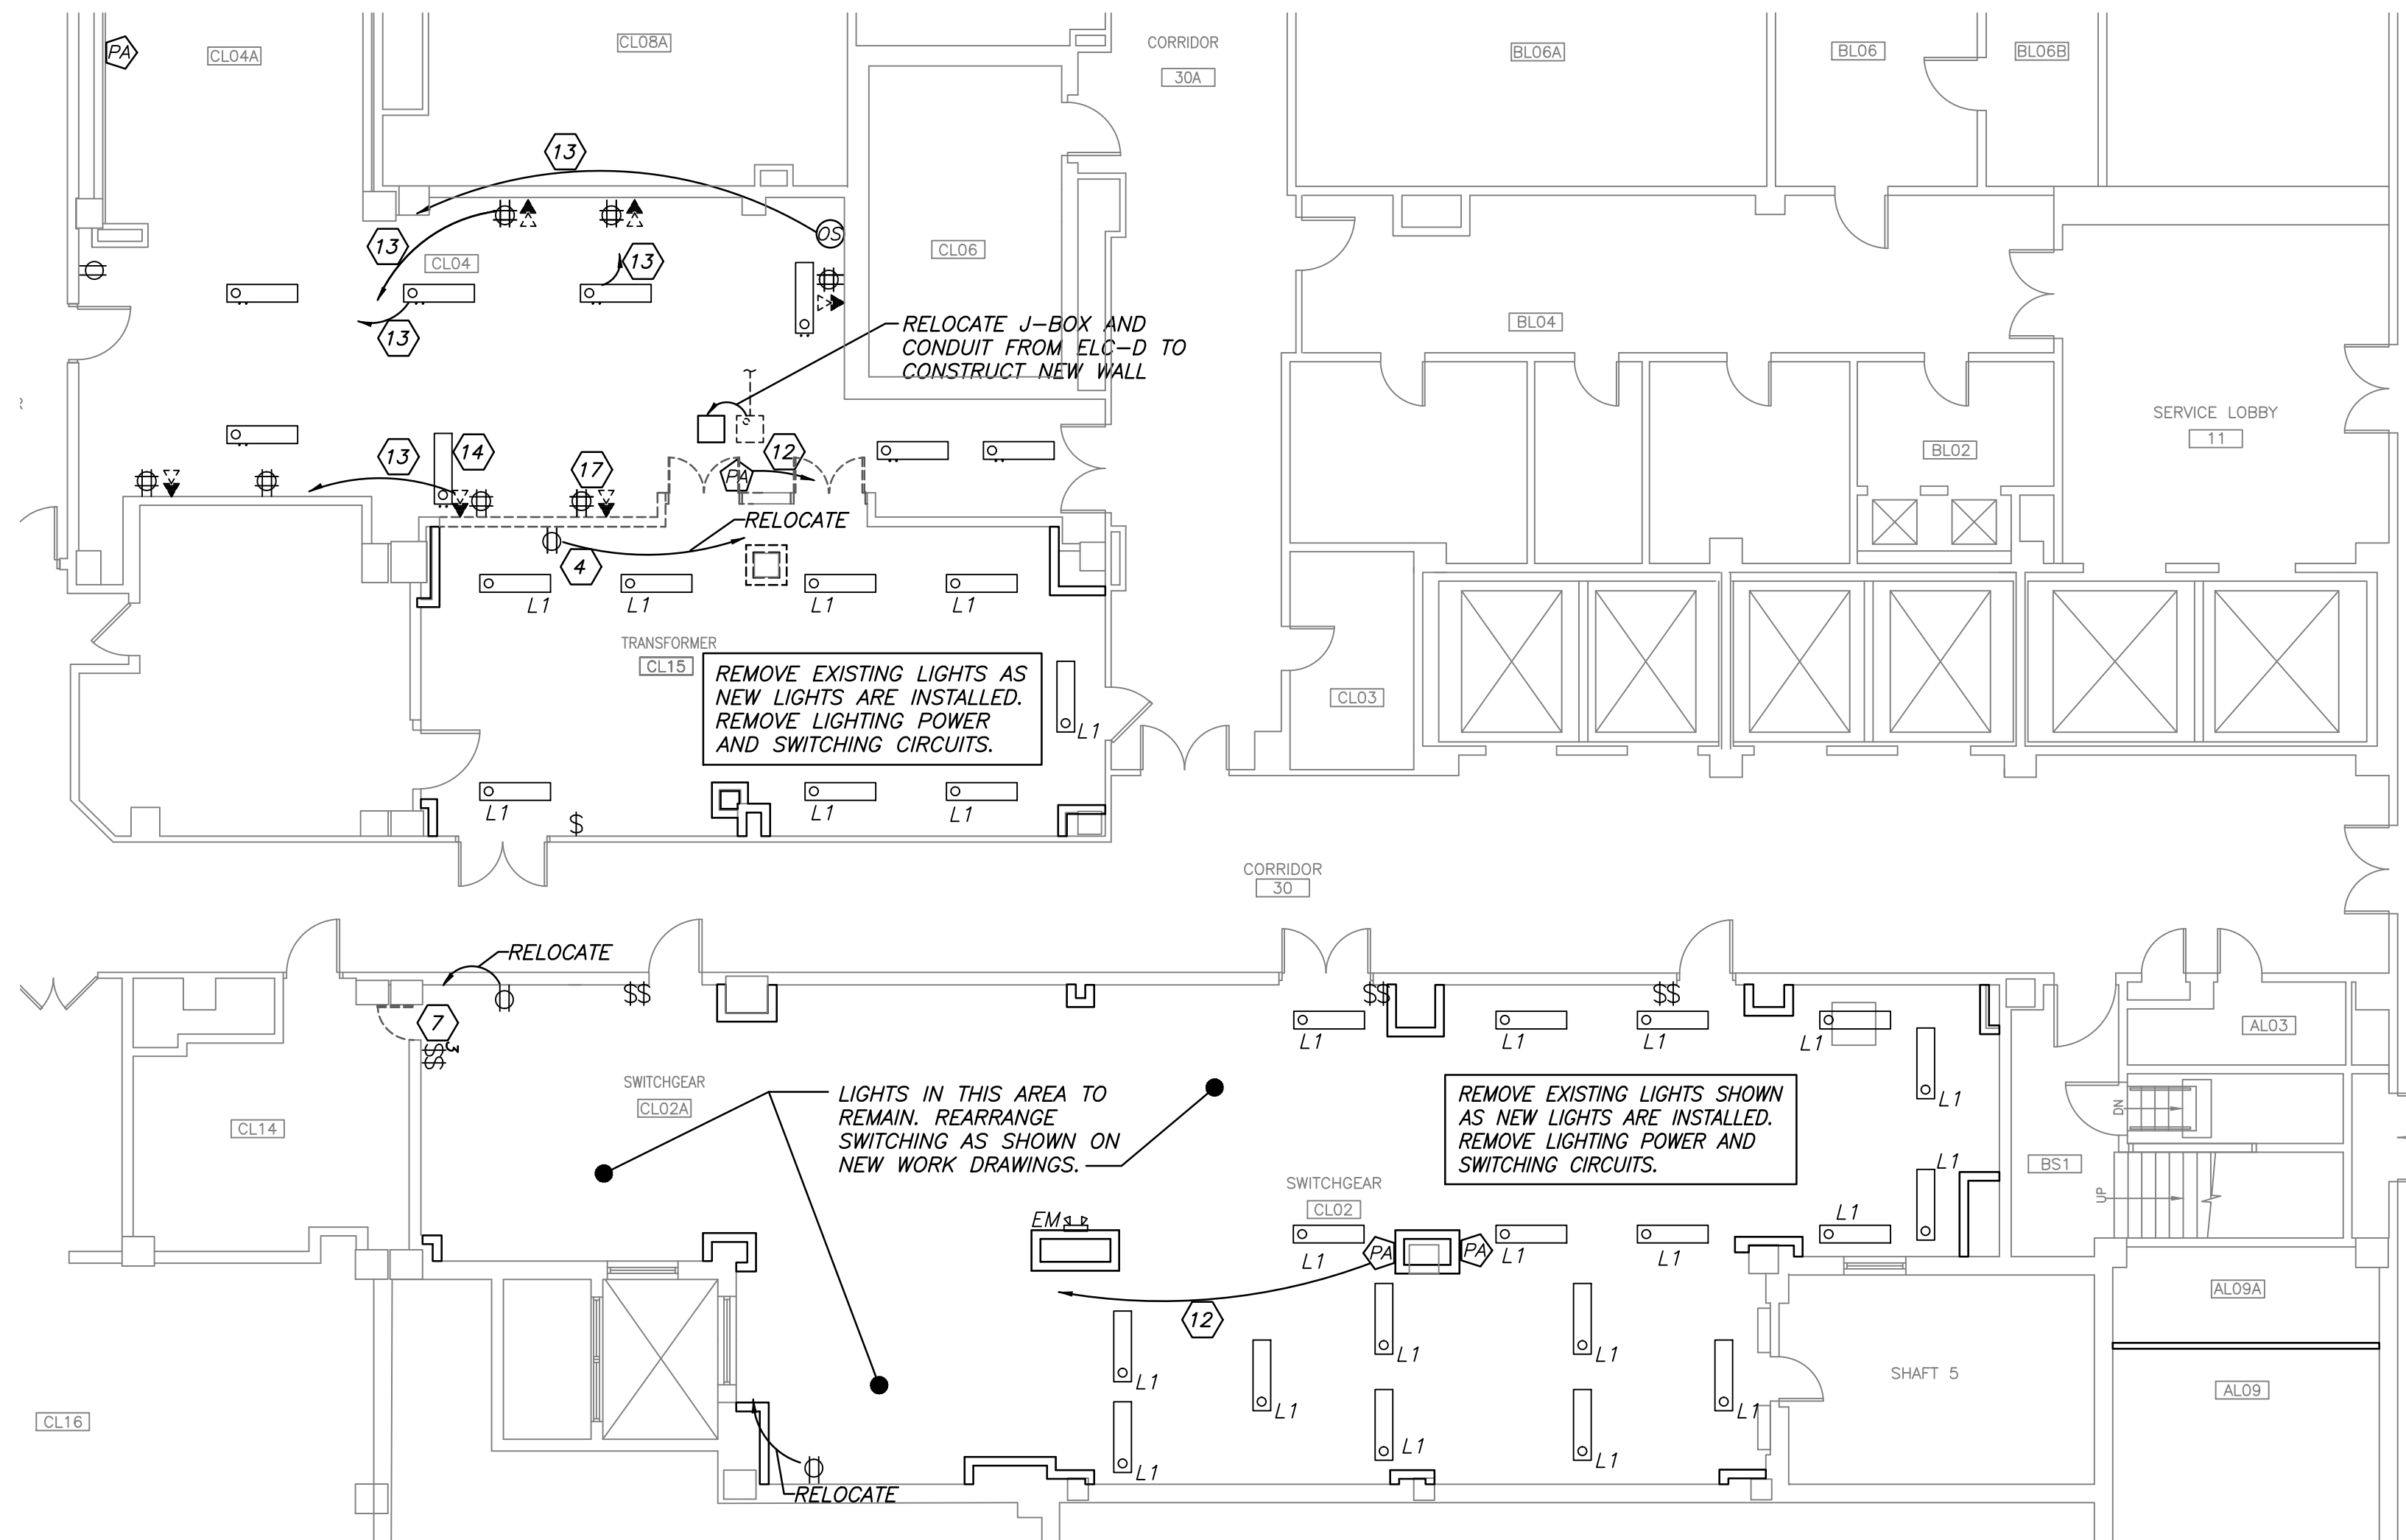 PA
CL04A
CL08A
CORRIDOR
30A
BL06A
BL06
BL06B
13
OS
13
CL04
13
CL06
13
RELOCATE J-BOX AND
CONDUIT FROM ELC-D TO
CONSTRUCT NEW WALL
BL04
SERVICE LOBBY
11
BL02
13
14
17
12
PA
RELOCATE
4
L1
L1
L1
L1
TRANSFORMER
CL15
REMOVE EXISTING LIGHTS AS
NEW LIGHTS ARE INSTALLED.
REMOVE LIGHTING POWER
AND SWITCHING CIRCUITS.
L1
CL03
L1
$
L1
L1
CORRIDOR
30
RELOCATE
$$
$$
$$
7
$$3
L1
L1
L1
L1
AL03
SWITCHGEAR
CL02A
LIGHTS IN THIS AREA TO
REMAIN. REARRANGE
SWITCHING AS SHOWN ON
NEW WORK DRAWINGS.
REMOVE EXISTING LIGHTS SHOWN
AS NEW LIGHTS ARE INSTALLED.
REMOVE LIGHTING POWER AND
SWITCHING CIRCUITS.
L1
DN
CL14
L1
BS1
UP
SWITCHGEAR
CL02
EM
L1
PA
PA
L1
L1
L1
12
AL09A
L1
L1
L1
L1
L1
SHAFT 5
AL09
CL16
L1
L1
L1
RELOCATE